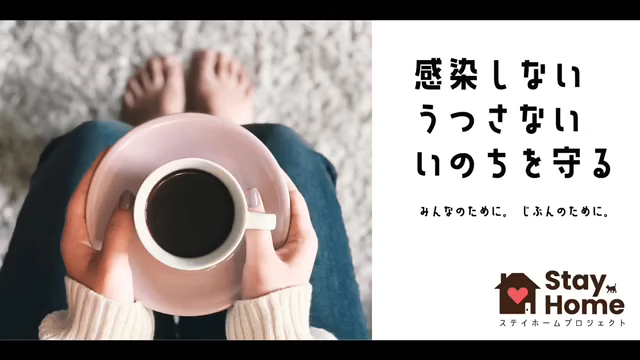 感染しない
うつさない
いのちを守る
みんなのために。 じぶんのために。
Stay
Home
ステイホームプロジェクト